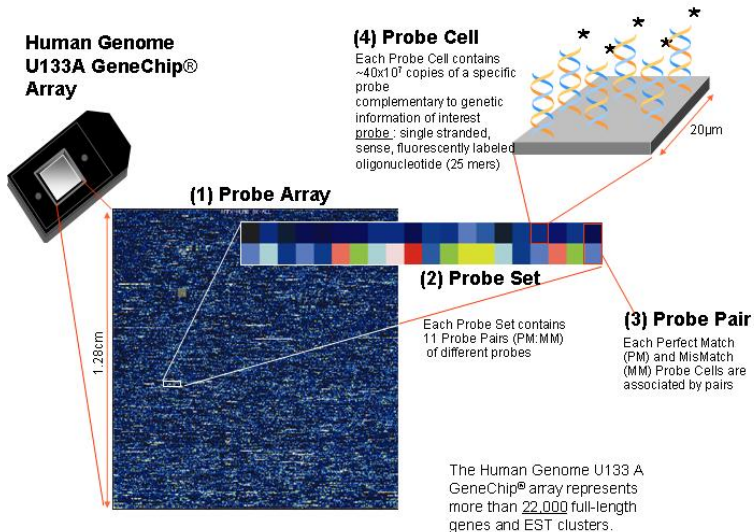 Human Genome
U133A GeneChip®
Array
(4) Probe Cell
Each Probe Cell contains
~40x10⁷ copies of a specific
probe
complementary to genetic
information of interest
probe : single stranded,
sense, fluorescently labeled
oligonucleotide (25 mers)
* * * * *
20µm
(1) Probe Array
1.28cm
(2) Probe Set
Each Probe Set contains
11 Probe Pairs (PM:MM)
of different probes
(3) Probe Pair
Each Perfect Match
(PM) and MisMatch
(MM) Probe Cells are
associated by pairs
The Human Genome U133 A
GeneChip® array represents
more than 22,000 full-length
genes and EST clusters.